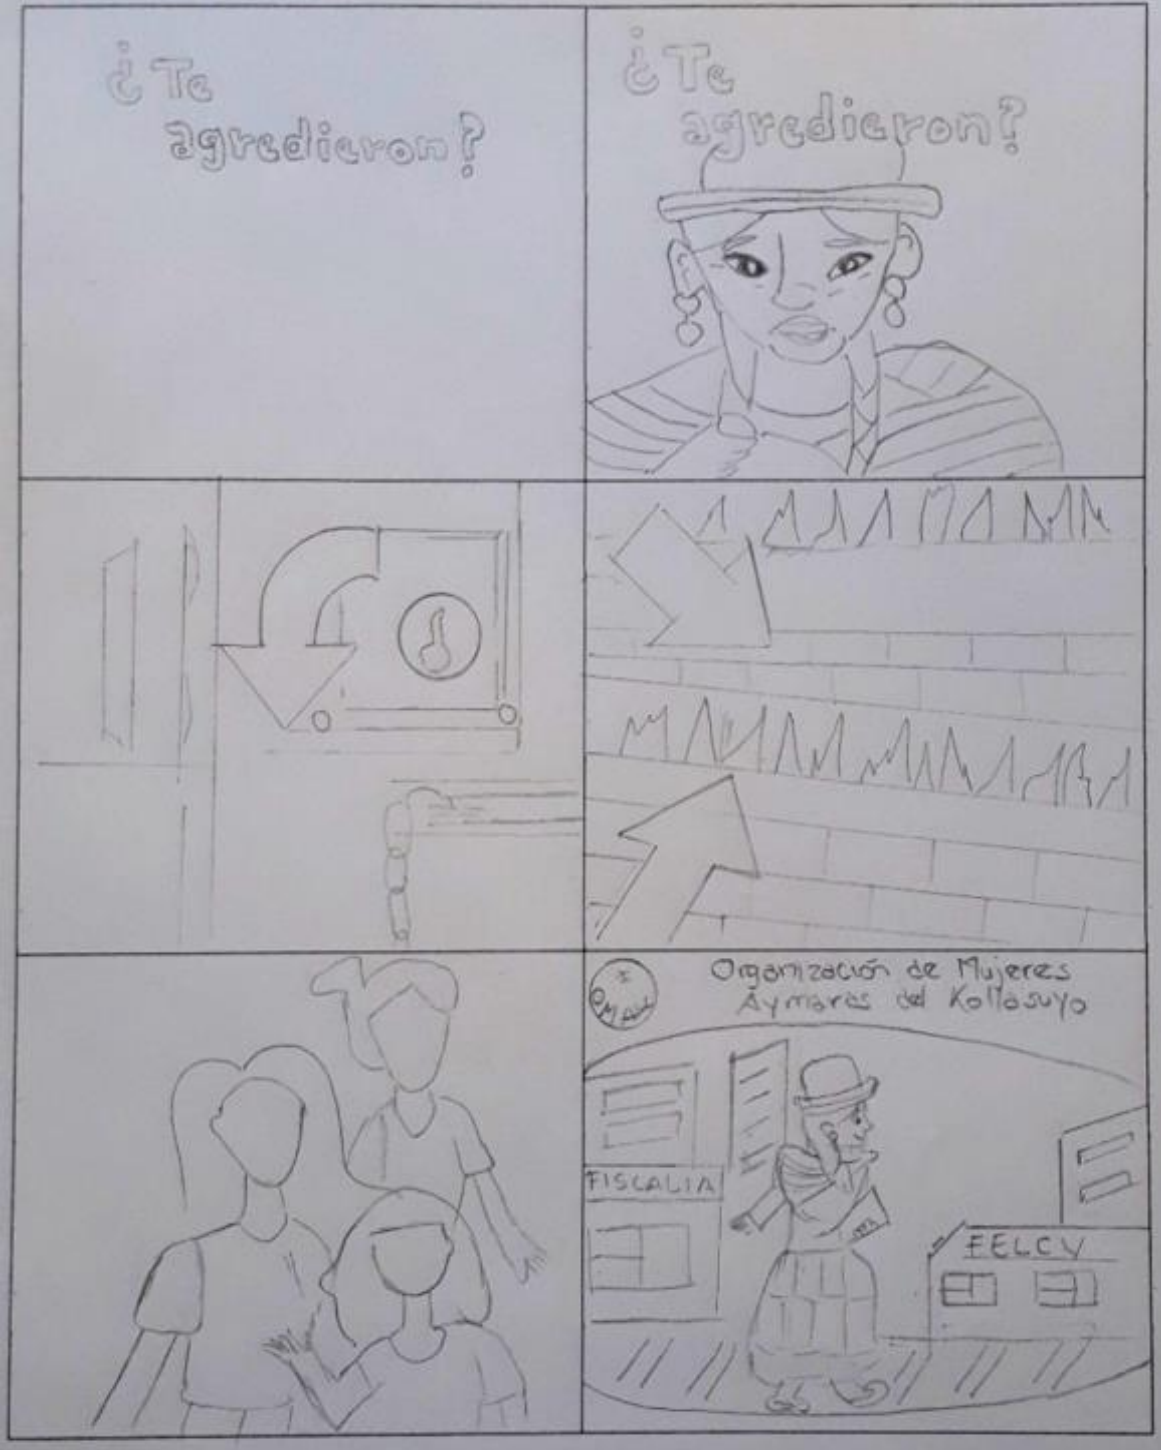 ¿Te
agredieron?
¿Te
agredieron?
Organización de Mujeres
Aymaras del Kollasuyo
FISCALIA
FELCV